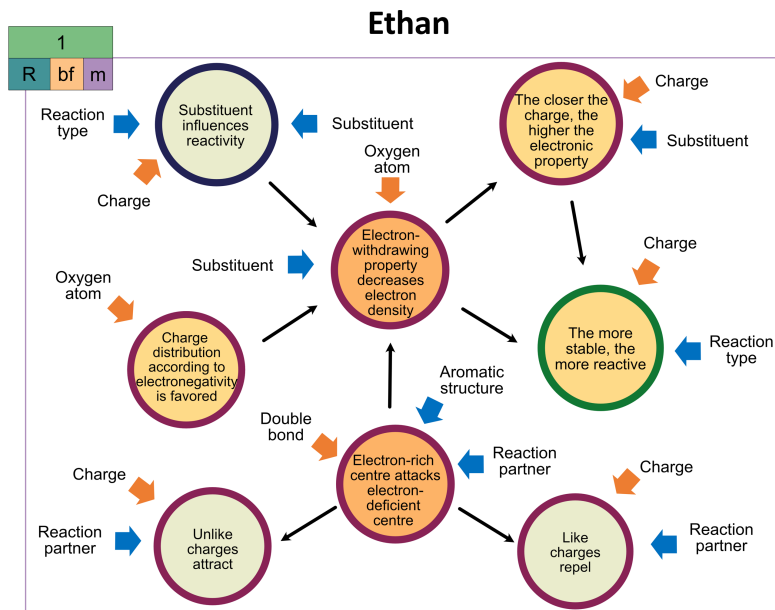 Ethan
1
R bf m
Reaction
type
Substituent
influences
reactivity
Substituent
Charge
The closer the
charge, the
higher the
electronic
property
Charge
Substituent
Oxygen
atom
Electron-
withdrawing
property
decreases
electron
density
Substituent
Oxygen
atom
Charge
distribution
according to
electronegativity
is favored
Charge
The more
stable, the
more reactive
Reaction
type
Aromatic
structure
Double
bond
Electron-rich
centre attacks
electron-
deficient
centre
Reaction
partner
Charge
Reaction
partner
Unlike
charges
attract
Charge
Like
charges
repel
Reaction
partner